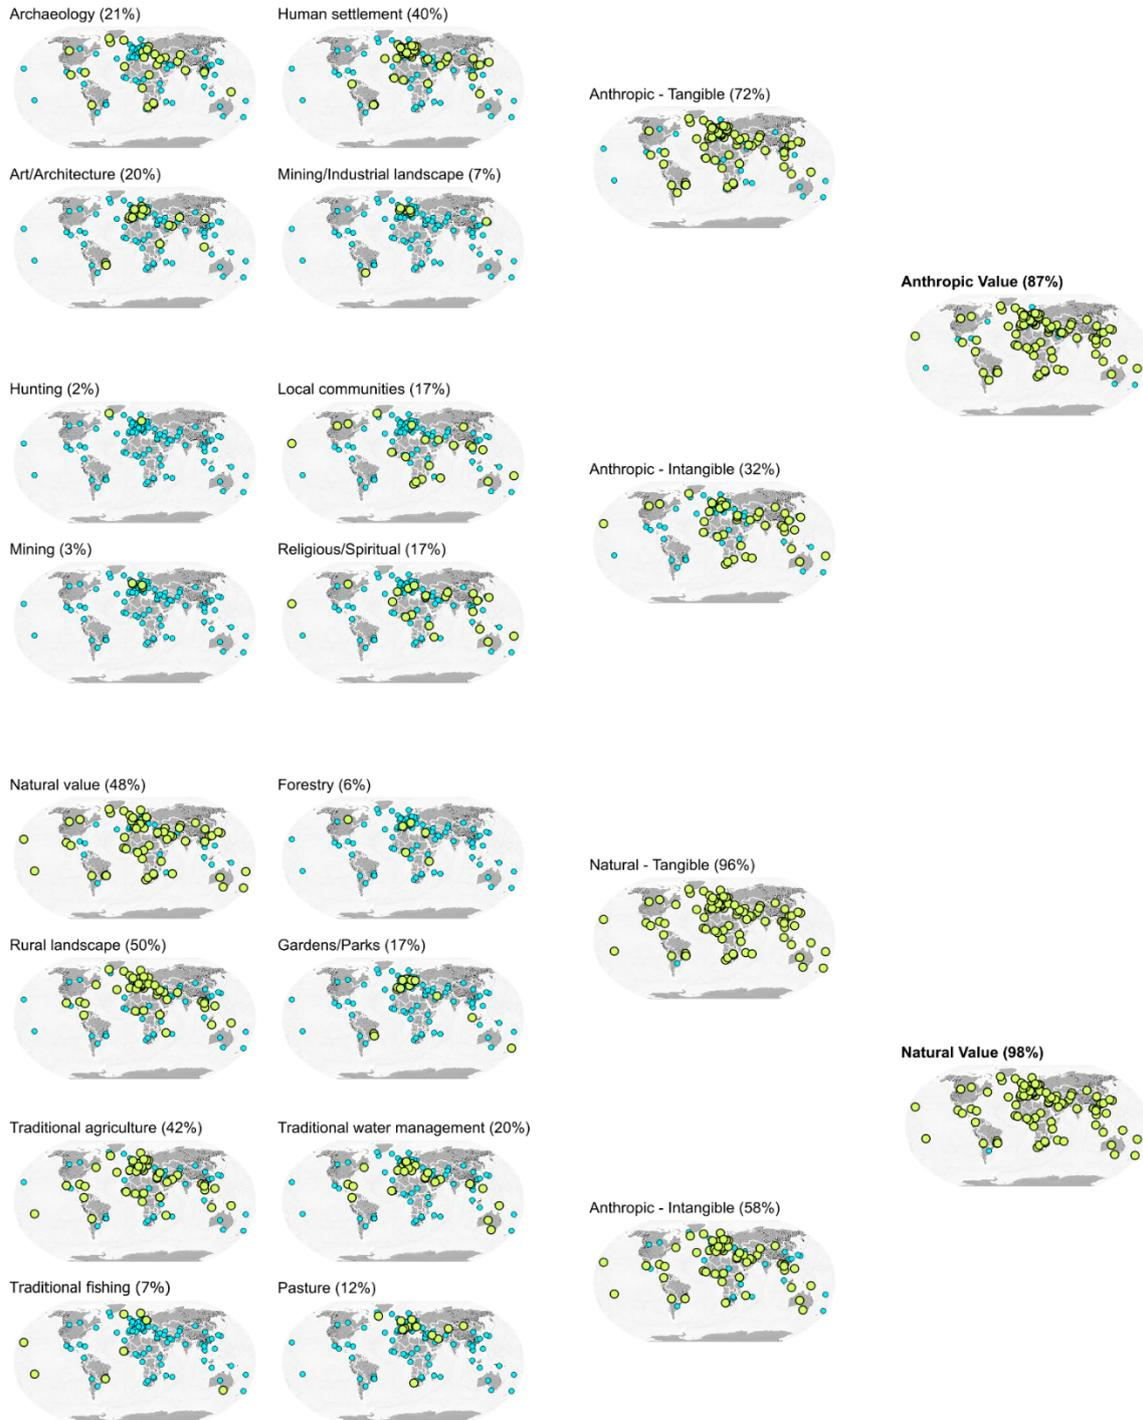 Archaeology (21%)
Human settlement (40%)
Anthropic - Tangible (72%)
Art/Architecture (20%)
Mining/Industrial landscape (7%)
Anthropic Value (87%)
Hunting (2%)
Local communities (17%)
Anthropic - Intangible (32%)
Mining (3%)
Religious/Spiritual (17%)
Natural value (48%)
Forestry (6%)
Natural - Tangible (96%)
Rural landscape (50%)
Gardens/Parks (17%)
Natural Value (98%)
Traditional agriculture (42%)
Traditional water management (20%)
Anthropic - Intangible (58%)
Traditional fishing (7%)
Pasture (12%)